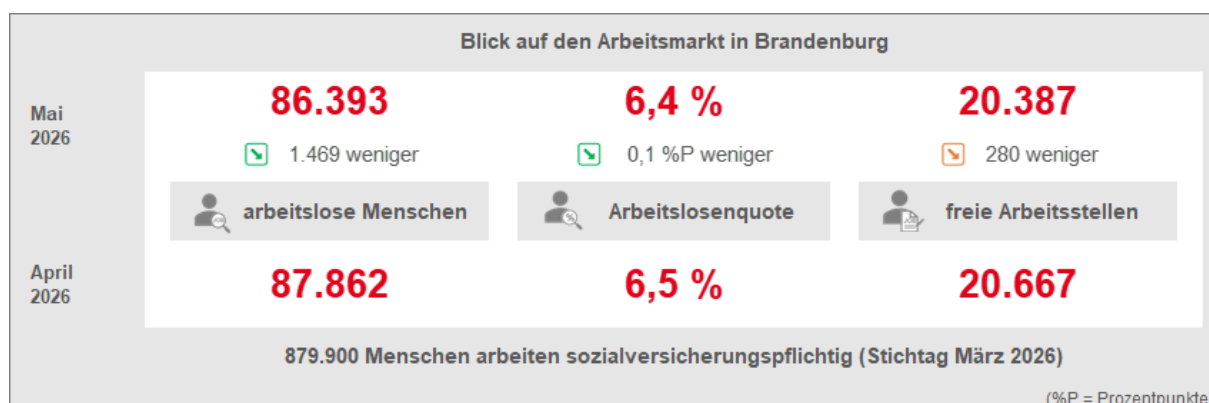 Blick auf den Arbeitsmarkt in Brandenburg
Mai
2026
86.393
6,4 %
20.387
1.469 weniger
0,1 %P weniger
280 weniger
arbeitslose Menschen
Arbeitslosenquote
freie Arbeitsstellen
April
2026
87.862
6,5 %
20.667
879.900 Menschen arbeiten sozialversicherungspflichtig (Stichtag März 2026)
(%P = Prozentpunkte